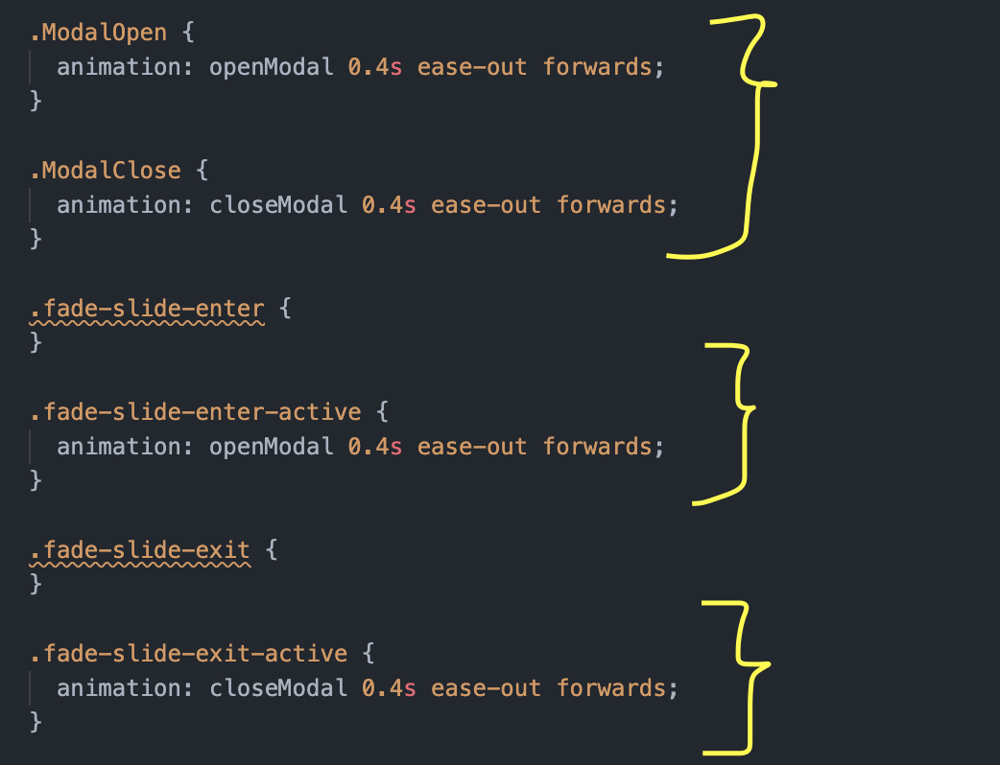 .ModalOpen {
animation: openModal 0.4s ease-out forwards;
}
.ModalClose {
animation: closeModal 0.4s ease-out forwards;
}
.fade-slide-enter {
}
.fade-slide-enter-active {
animation: openModal 0.4s ease-out forwards;
}
.fade-slide-exit {
}
.fade-slide-exit-active {
animation: closeModal 0.4s ease-out forwards;
}